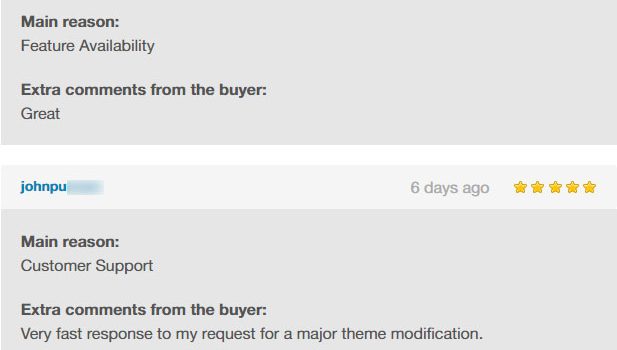 Main reason:
Feature Availability
Extra comments from the buyer:
Great
johnpu
6 days ago
Main reason:
Customer Support
Extra comments from the buyer:
Very fast response to my request for a major theme modification.